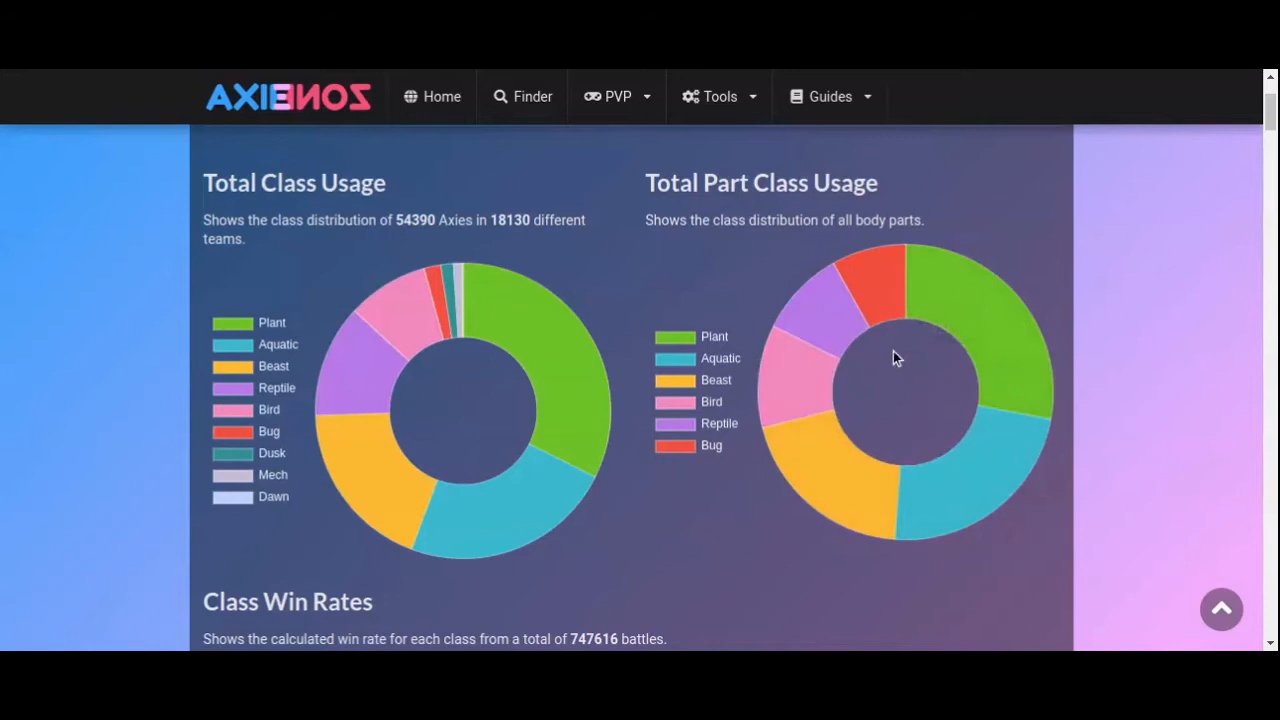 AXIE ZONE
Home
Finder
PVP
Tools
Guides
Total Class Usage
Shows the class distribution of 54390 Axies in 18130 different
teams.
Plant
Aquatic
Beast
Reptile
Bird
Bug
Dusk
Mech
Dawn
Total Part Class Usage
Shows the class distribution of all body parts.
Plant
Aquatic
Beast
Bird
Reptile
Bug
Class Win Rates
Shows the calculated win rate for each class from a total of 747616 battles.